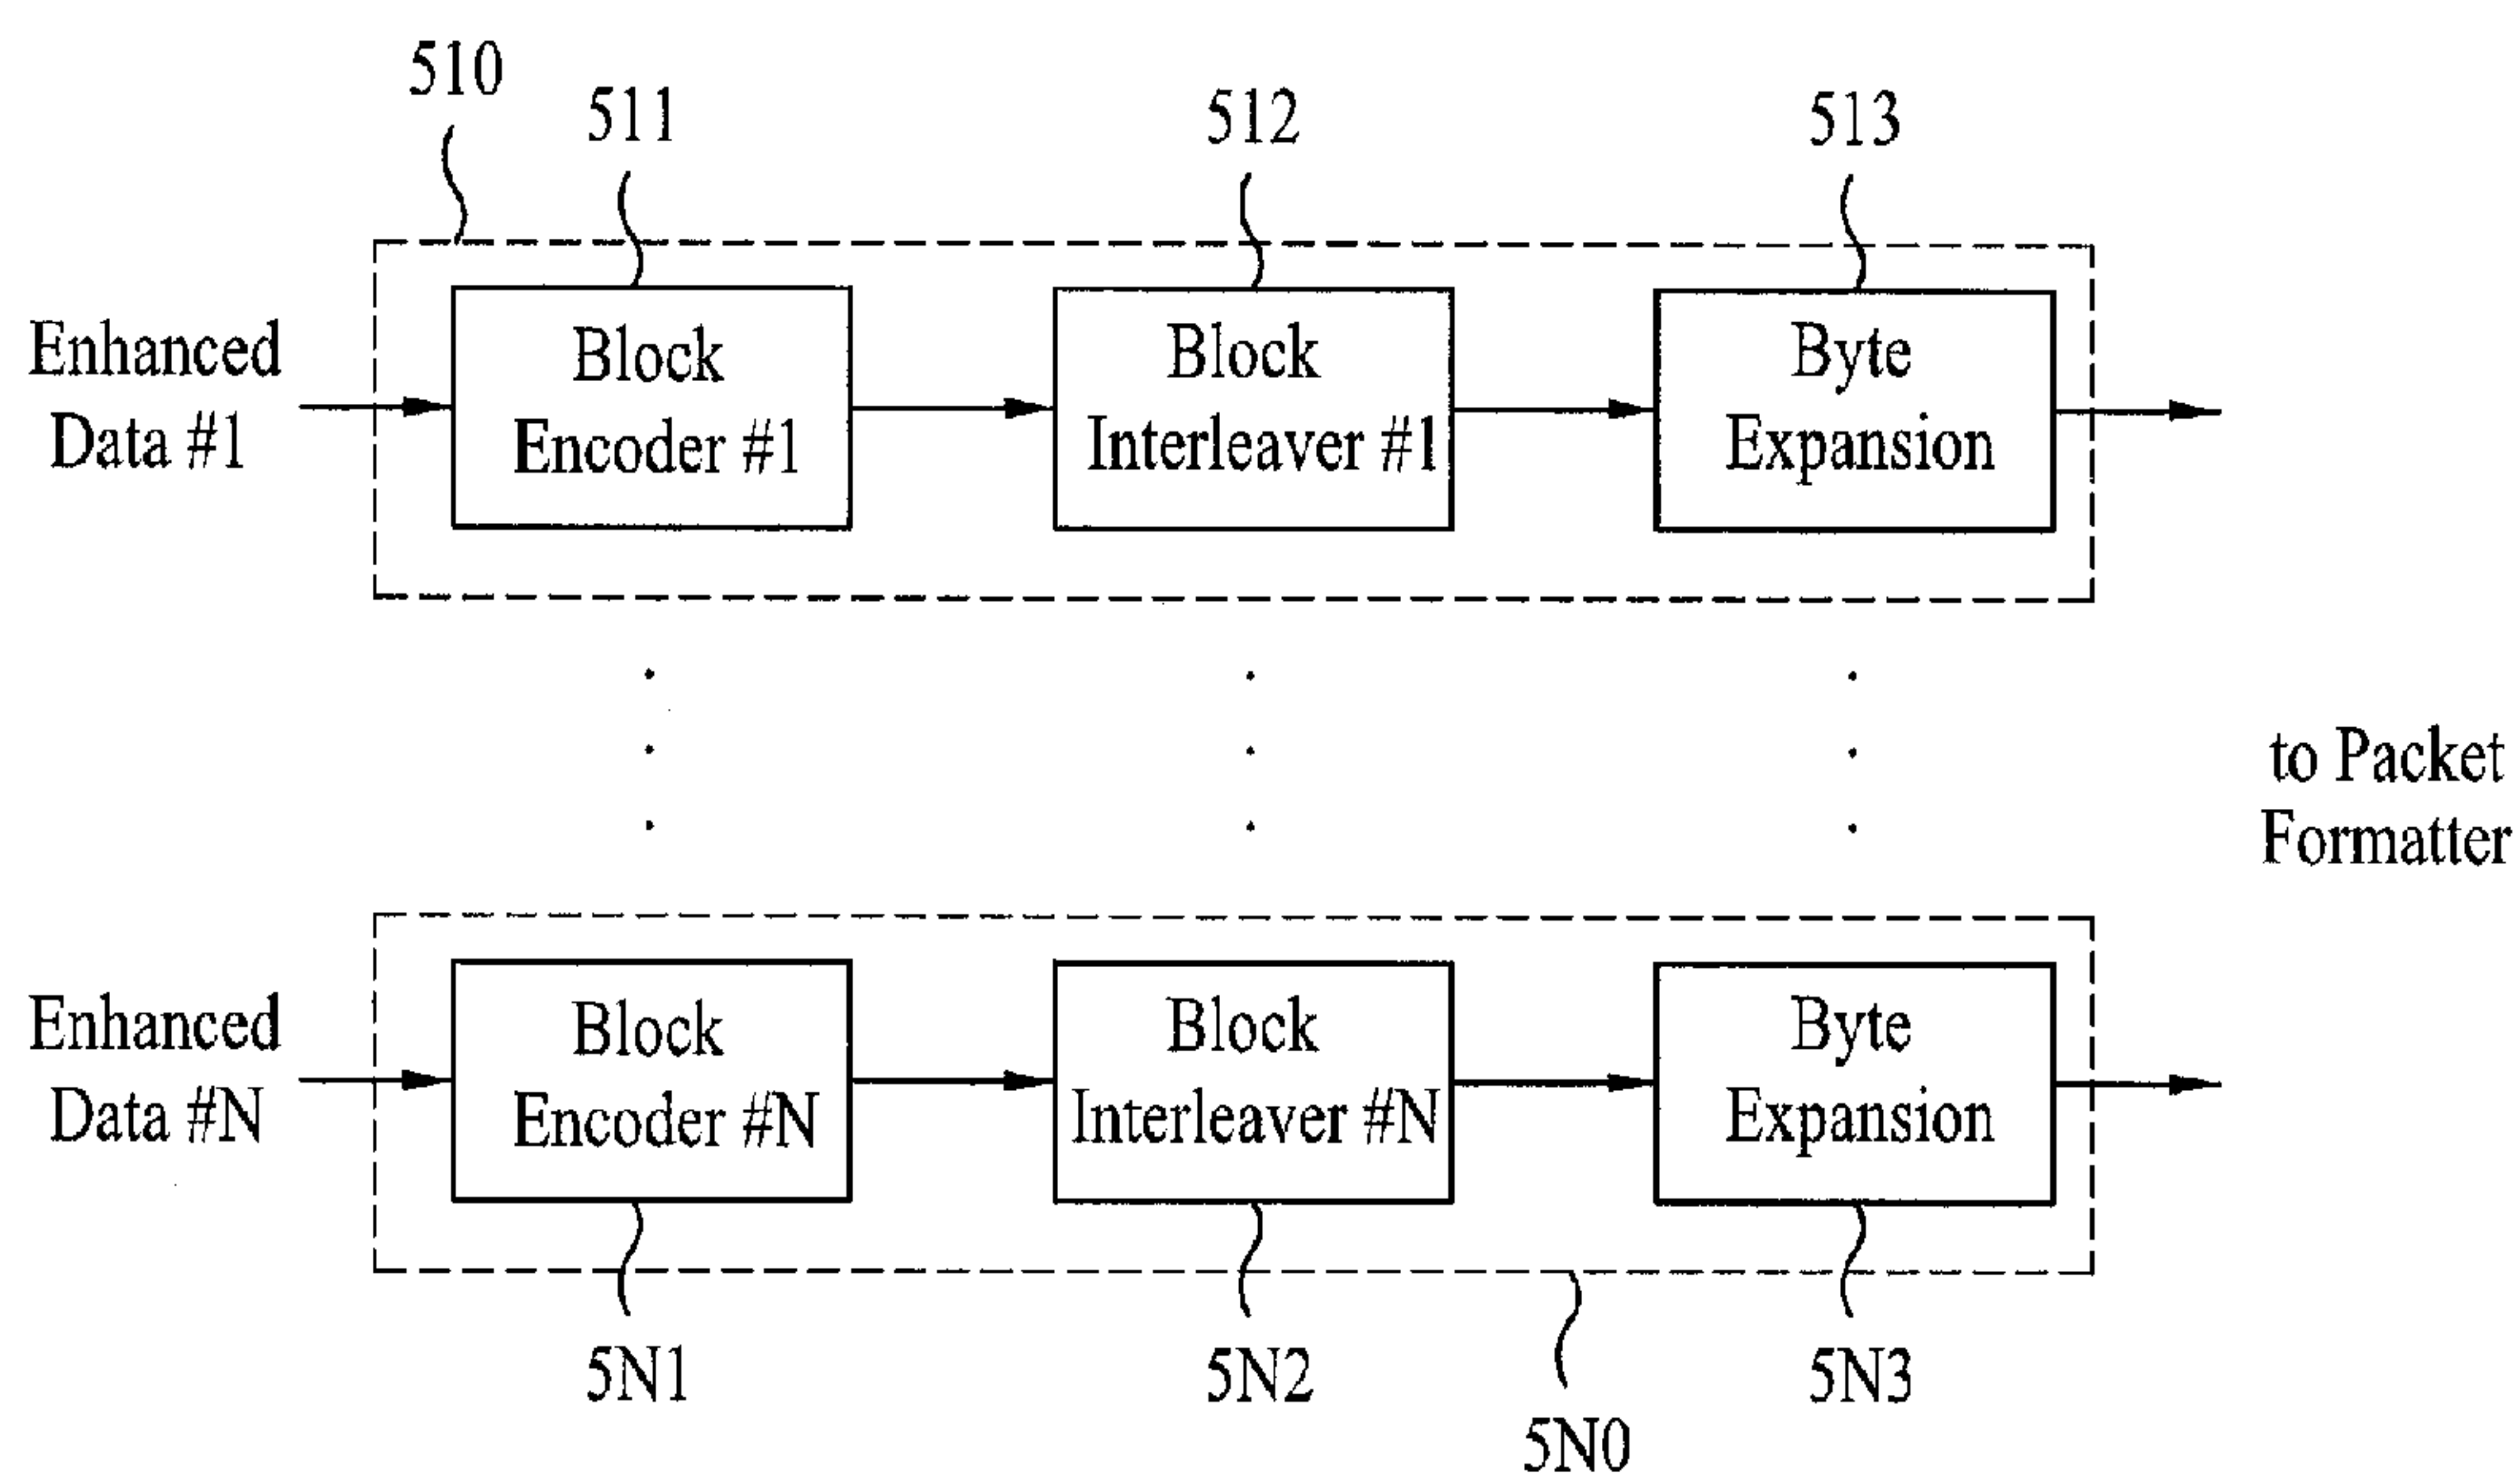 510
511
512
513
Enhanced
Data #1
Block
Encoder #1
Block
Interleaver #1
Byte
Expansion
to Packet
Formatter
Enhanced
Data #N
Block
Encoder #N
Block
Interleaver #N
Byte
Expansion
5N1
5N2
5N3
5N0